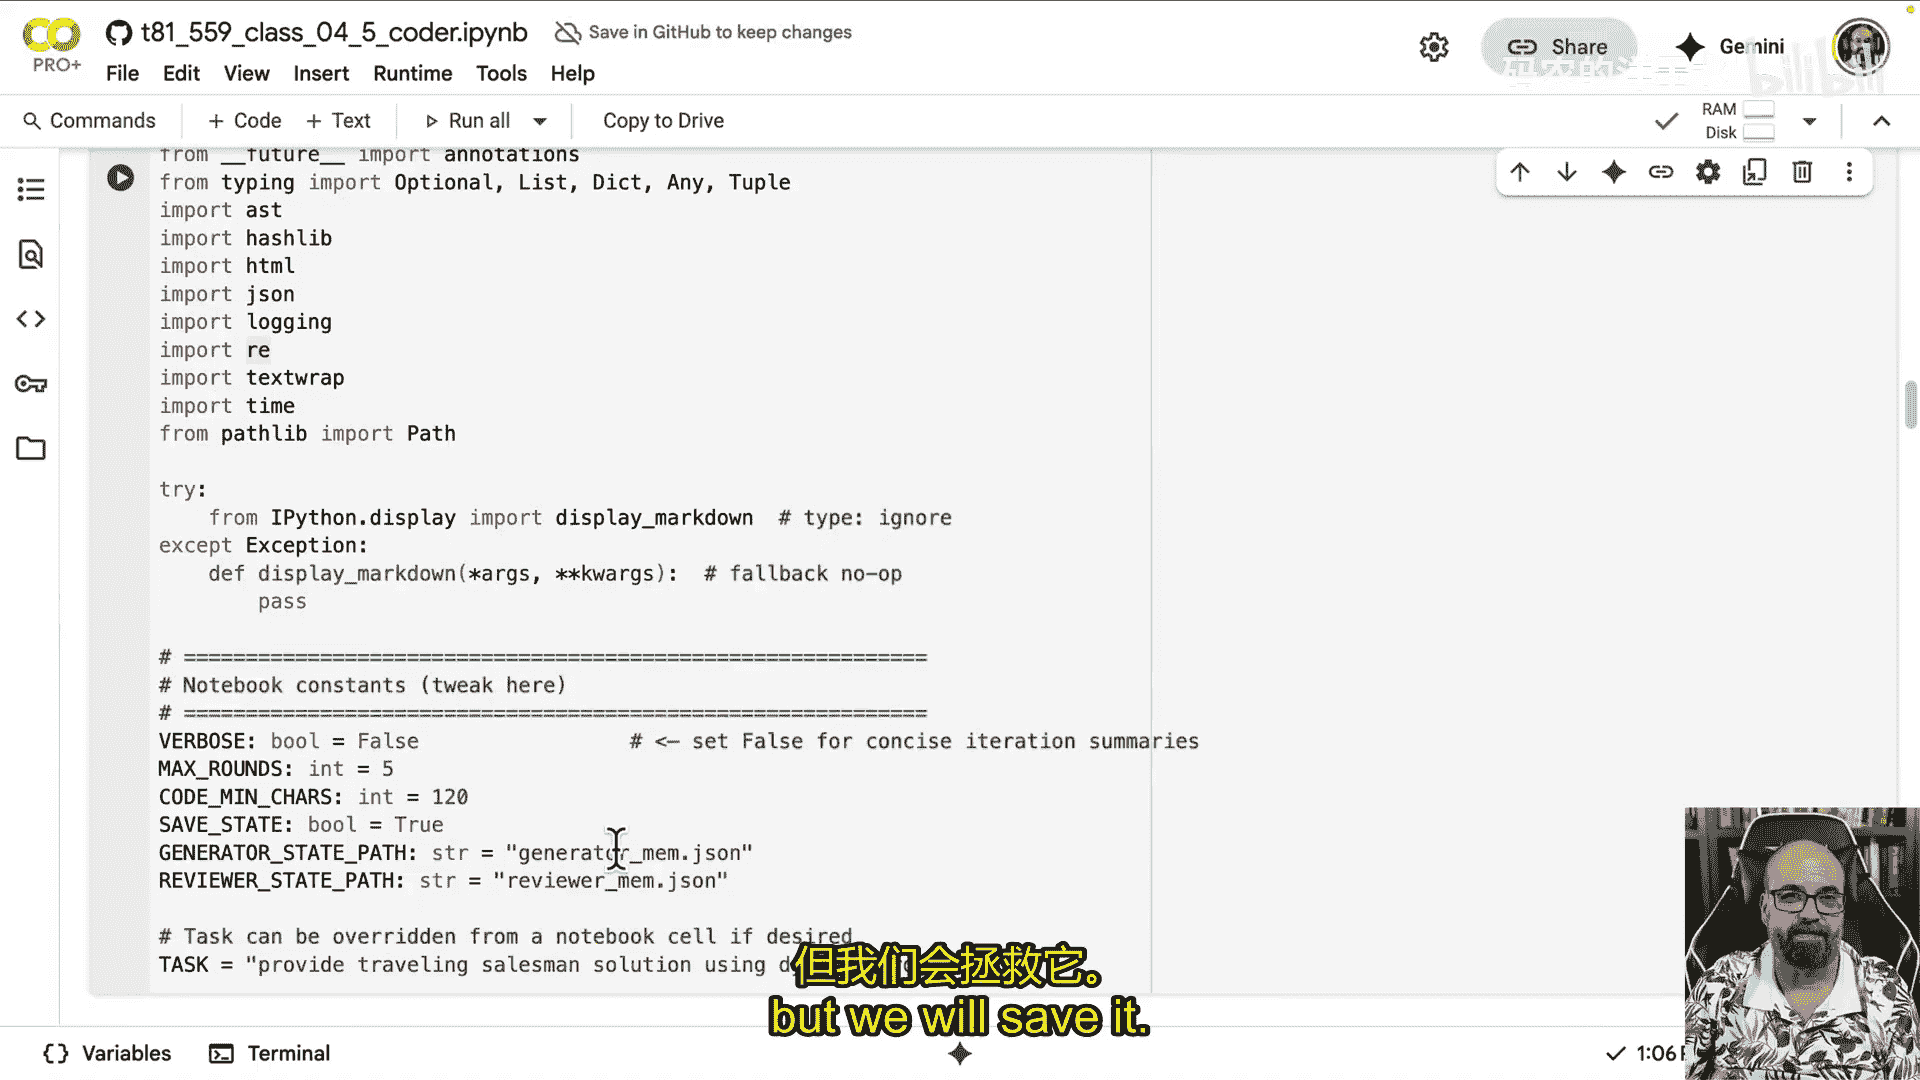 t81_559_class_04_5_coder.ipynb
Save in GitHub to keep changes
Share
Gemini
PRO+
File Edit View Insert Runtime Tools Help
Commands
+ Code + Text
Run all
Copy to Drive
RAM
Disk
from __future__ import annotations
from typing import Optional, List, Dict, Any, Tuple
import ast
import hashlib
import html
import json
import logging
import re
import textwrap
import time
from pathlib import Path
try:
from IPython.display import display_markdown # type: ignore
except Exception:
def display_markdown(*args, **kwargs): # fallback no-op
pass
# ============================================================
# Notebook constants (tweak here)
# ============================================================
VERBOSE: bool = False # <— set False for concise iteration summaries
MAX_ROUNDS: int = 5
CODE_MIN_CHARS: int = 120
SAVE_STATE: bool = True
GENERATOR_STATE_PATH: str = "generator_mem.json"
REVIEWER_STATE_PATH: str = "reviewer_mem.json"
# Task can be overridden from a notebook cell if desired
TASK = "provide traveling salesman solution using
但我们会拯救它。
but we will save it.
{} Variables
Terminal
1:06
bilibili